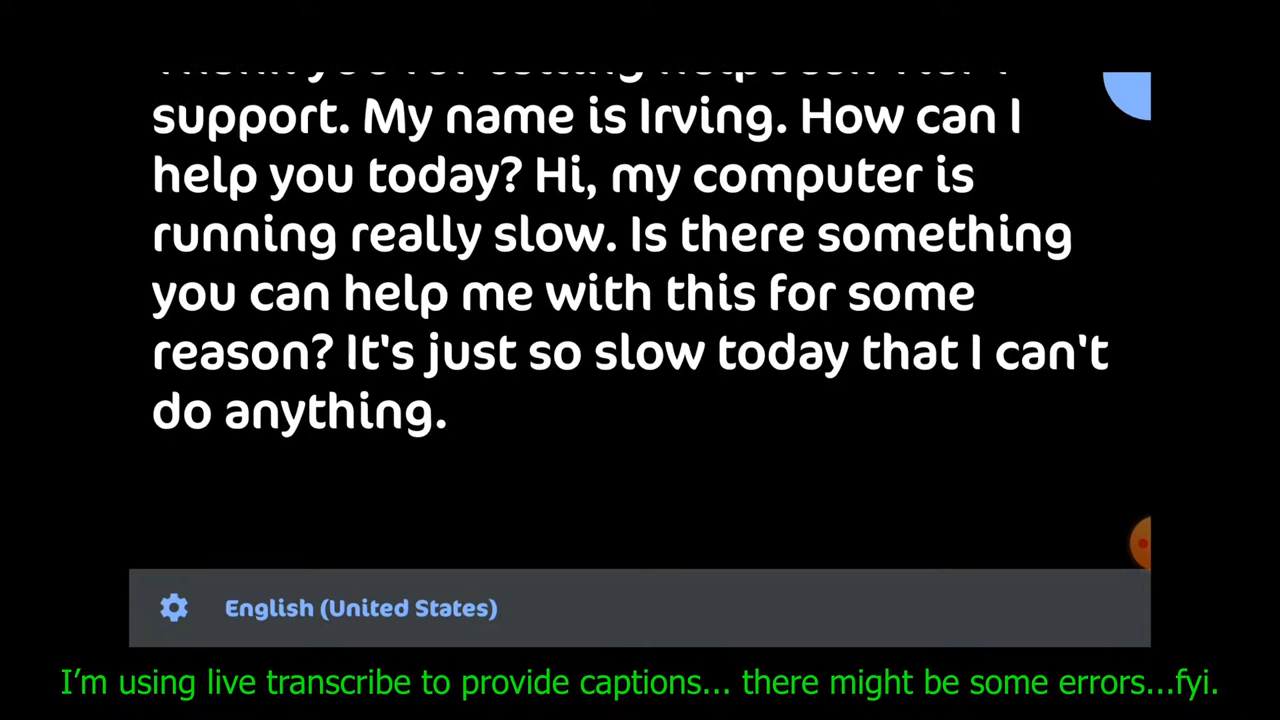 support. My name is Irving. How can I
help you today? Hi, my computer is
running really slow. Is there something
you can help me with this for some
reason? It's just so slow today that I can't
do anything.
English (United States)
I'm using live transcribe to provide captions... there might be some errors...fyi.